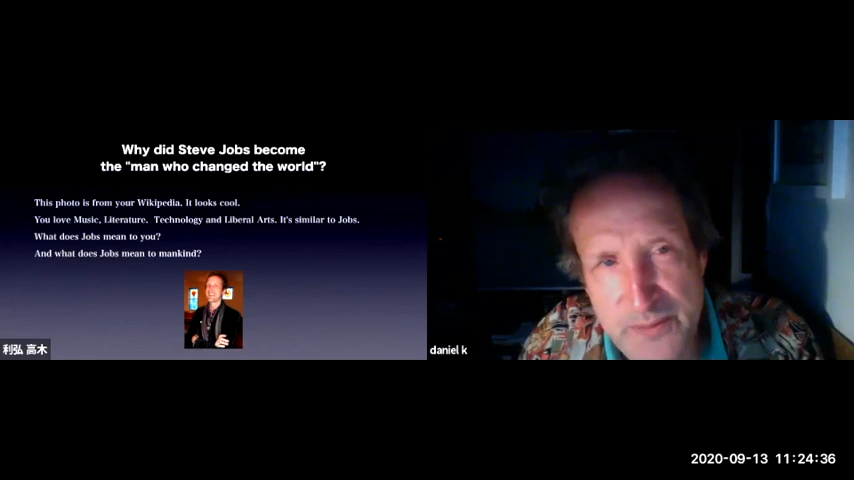 Why did Steve Jobs become
the "man who changed the world"?
This photo is from your Wikipedia. It looks cool.
You love Music, Literature. Technology and Liberal Arts. It's similar to Jobs.
What does Jobs mean to you?
And what does Jobs mean to mankind?
利弘 高木
daniel k
2020-09-13 11:24:36